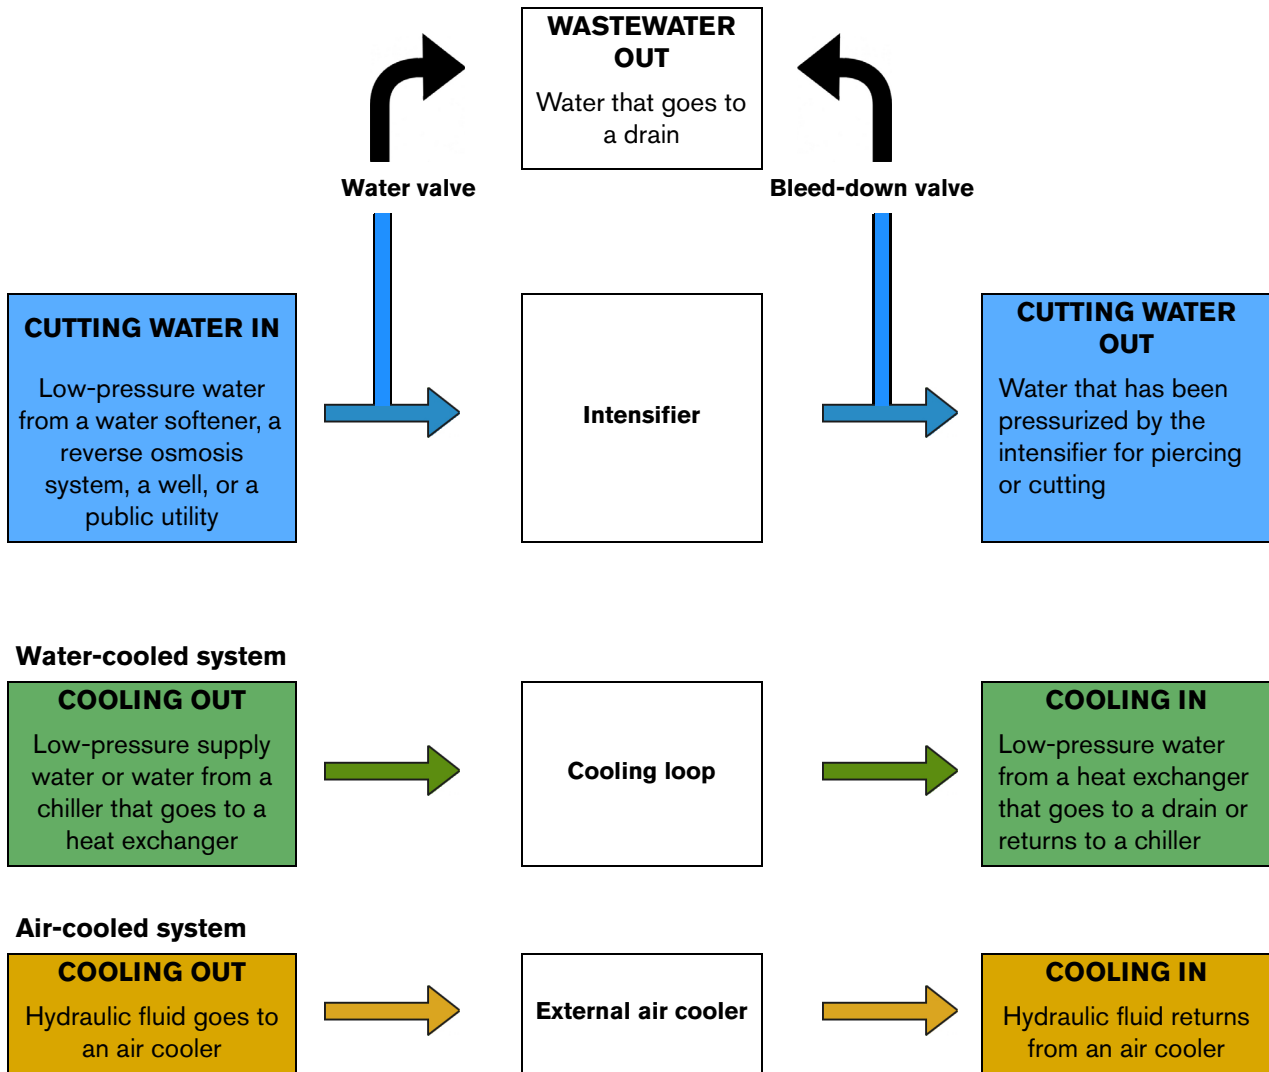 WASTEWATER
OUT
Water that goes to
a drain
Water valve
Bleed-down valve
CUTTING WATER IN
Low-pressure water
from a water softener, a
reverse osmosis
system, a well, or a
public utility
Intensifier
CUTTING WATER
OUT
Water that has been
pressurized by the
intensifier for piercing
or cutting
Water-cooled system
COOLING OUT
Low-pressure supply
water or water from a
chiller that goes to a
heat exchanger
Cooling loop
COOLING IN
Low-pressure water
from a heat exchanger
that goes to a drain or
returns to a chiller
Air-cooled system
COOLING OUT
Hydraulic fluid goes to
an air cooler
External air cooler
COOLING IN
Hydraulic fluid returns
from an air cooler